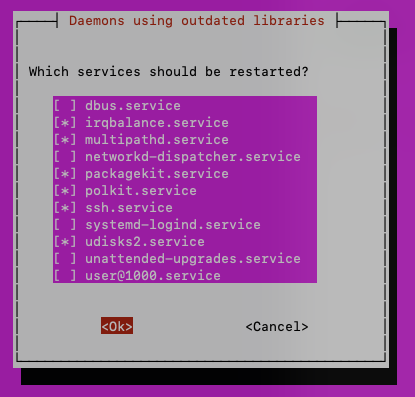 Daemons using outdated libraries
Which services should be restarted?
[ ] dbus.service
[*] irqbalance.service
[*] multipathd.service
[ ] networkd-dispatcher.service
[*] packagekit.service
[*] polkit.service
[*] ssh.service
[ ] systemd-logind.service
[*] udisks2.service
[ ] unattended-upgrades.service
[ ] user@1000.service
<Ok> <Cancel>